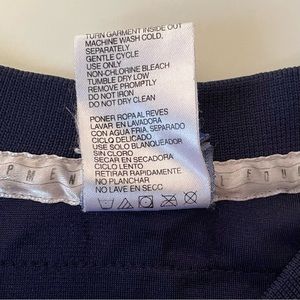 TURN GARMENT INSIDE OUT
MACHINE WASH COLD,
SEPARATELY
GENTLE CYCLE
USE ONLY
NON-CHLORINE BLEACH
TUMBLE DRY LOW
REMOVE PROMPTLY
DO NOT IRON
DO NOT DRY CLEAN
PONER ROPA AL REVES
LAVAR EN LAVADORA
CON AGUA FRIA, SEPARADO
CICLO DELICADO
USE SOLO BLANQUEADOR
SIN CLORO
SECAR EN SECADORA
CICLO LENTO
RETIRAR RAPIDAMENTE
NO PLANCHAR
NO LAVE EN SECC
PMEN